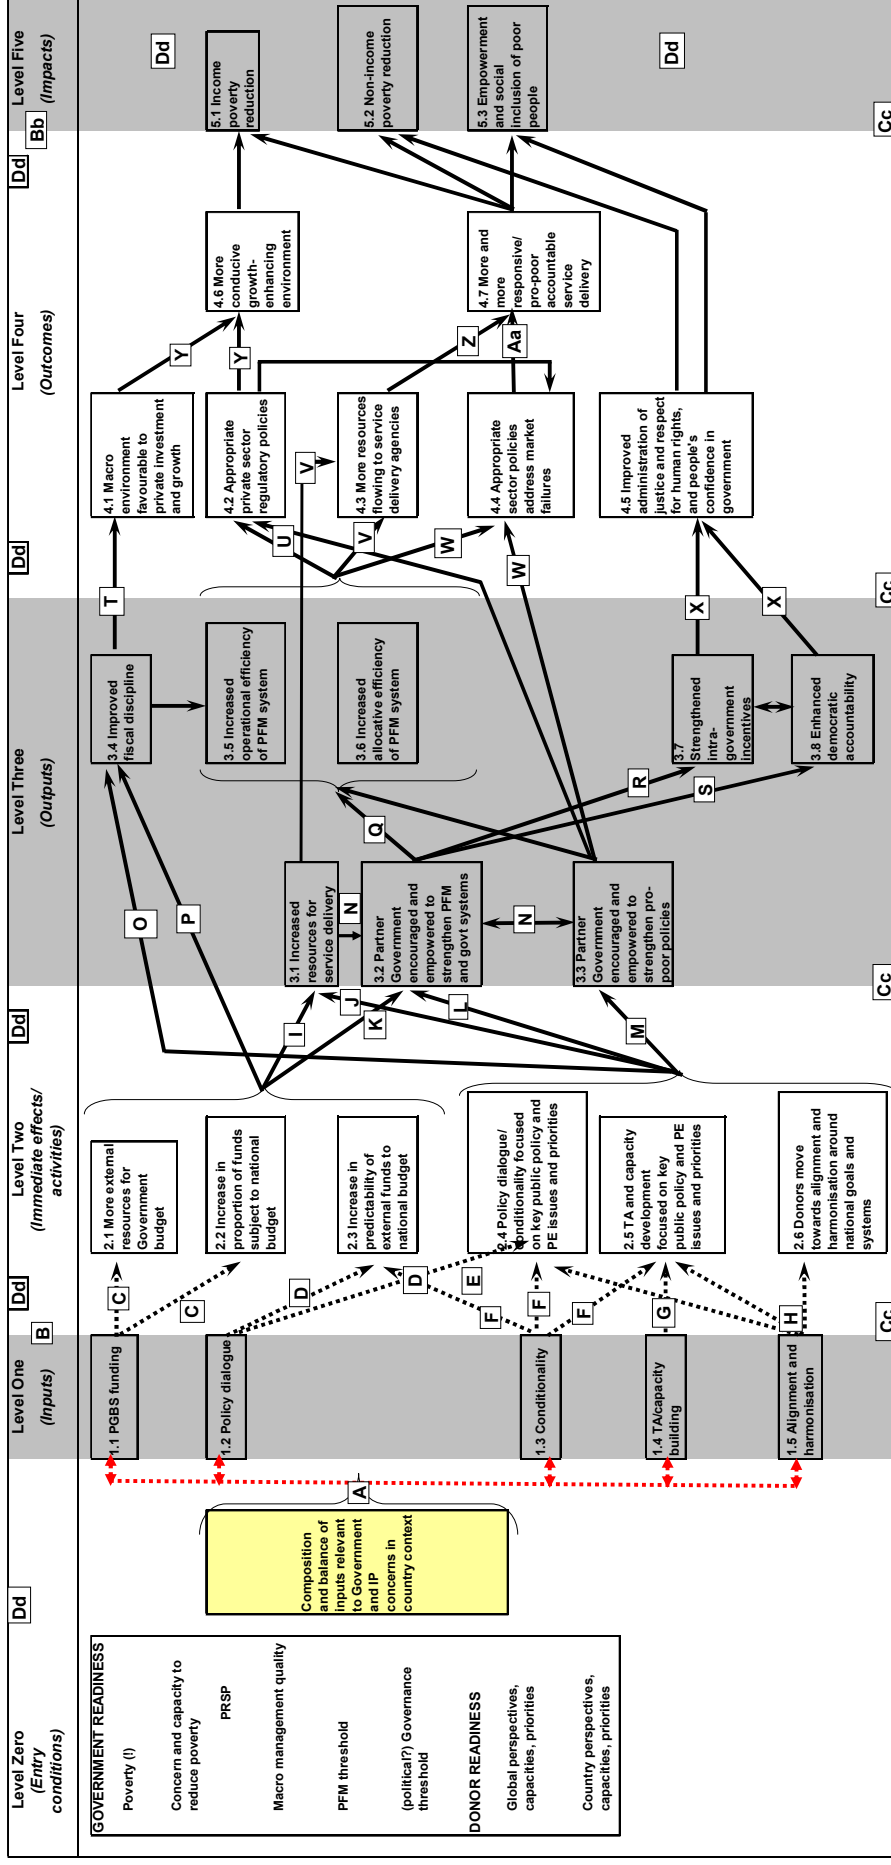 Level Zero
(Entry
conditions)
Level One
(Inputs)
Level Two
(Immediate effects/
activities)
Level Three
(Outputs)
Level Four
(Outcomes)
Level Five
(Impacts)
Dd
B
Dd
Dd
Dd
Dd
Bb
GOVERNMENT READINESS
Poverty (!)
Concern and capacity to
reduce poverty
PRSP
Macro management quality
PFM threshold
(political?) Governance
threshold
DONOR READINESS
Global perspectives,
capacities, priorities
Country perspectives,
capacities, priorities
Composition
and balance of
inputs relevant
to Government
and IP
concerns in
country context
A
1.1 PGBS funding
1.2 Policy dialogue
1.3 Conditionality
1.4 TA/capacity
building
1.5 Alignment and
harmonisation
C
C
D
D
E
F
F
F
G
H
Cc
2.1 More external
resources for
Government
budget
2.2 Increase in
proportion of funds
subject to national
budget
2.3 Increase in
predictability of
external funds to
national budget
2.4 Policy dialogue/
conditionality focused
on key public policy and
PE issues and priorities
2.5 TA and capacity
development
focused on key
public policy and PE
issues and priorities
2.6 Donors move
towards alignment and
harmonisation around
national goals and
systems
O
P
I
J
K
L
M
Cc
3.1 Increased
resources for
service delivery
N
3.2 Partner
Government
encouraged and
empowered to
strengthen PFM
and govt systems
N
3.3 Partner
Government
encouraged and
empowered to
strengthen pro-
poor policies
Q
R
S
3.4 Improved
fiscal discipline
3.5 Increased
operational efficiency
of PFM system
3.6 Increased
allocative efficiency
of PFM system
3.7
Strengthened
intra-
government
incentives
3.8 Enhanced
democratic
accountability
T
U
V
V
W
W
X
X
Cc
4.1 Macro
environment
favourable to
private investment
and growth
4.2 Appropriate
private sector
regulatory policies
4.3 More resources
flowing to service
delivery agencies
4.4 Appropriate
sector policies
address market
failures
4.5 Improved
administration of
justice and respect
for human rights,
and people's
confidence in
government
Y
Y
Z
Aa
4.6 More
conducive
growth-
enhancing
environment
4.7 More and
more
responsive/
pro-poor
accountable
service
delivery
Cc
Dd
5.1 Income
poverty
reduction
5.2 Non-income
poverty reduction
5.3 Empowerment
and social
inclusion of poor
people
Dd